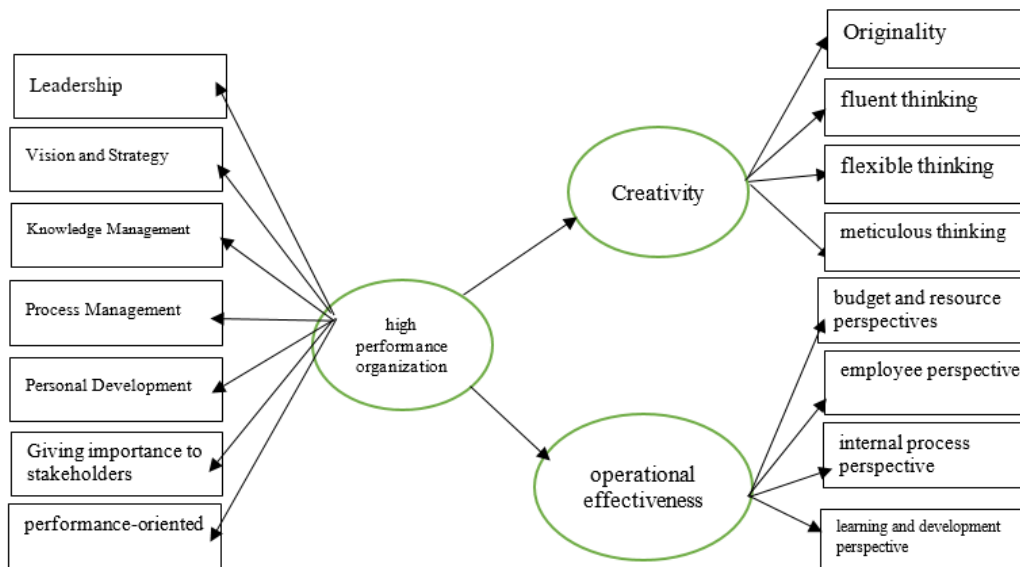 Leadership
Vision and Strategy
Knowledge Management
Process Management
Personal Development
Giving importance to
stakeholders
performance-oriented
high
performance
organization
Creativity
operational
effectiveness
Originality
fluent thinking
flexible thinking
meticulous thinking
budget and resource
perspectives
employee perspective
internal process
perspective
learning and development
perspective